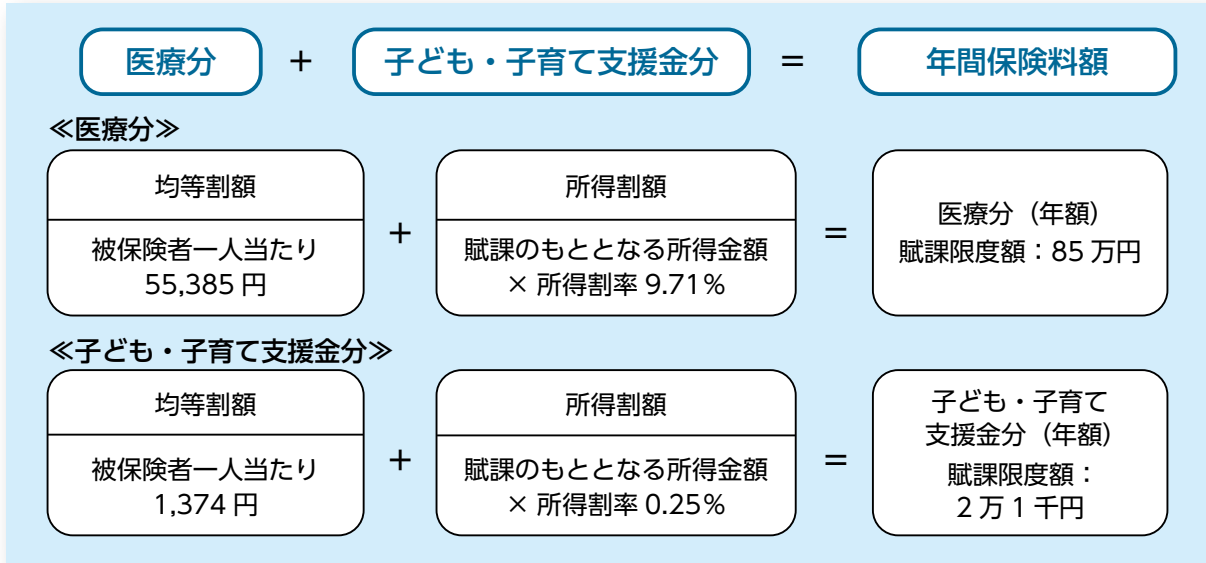 医療分 + 子ども・子育て支援金分 = 年間保険料額
≪医療分≫
均等割額
被保険者一人当たり
55,385 円
+
所得割額
賦課のもととなる所得金額
× 所得割率 9.71%
=
医療分（年額）
賦課限度額：85 万円
≪子ども・子育て支援金分≫
均等割額
被保険者一人当たり
1,374 円
+
所得割額
賦課のもととなる所得金額
× 所得割率 0.25%
=
子ども・子育て
支援金分（年額）
賦課限度額：
2 万 1 千円